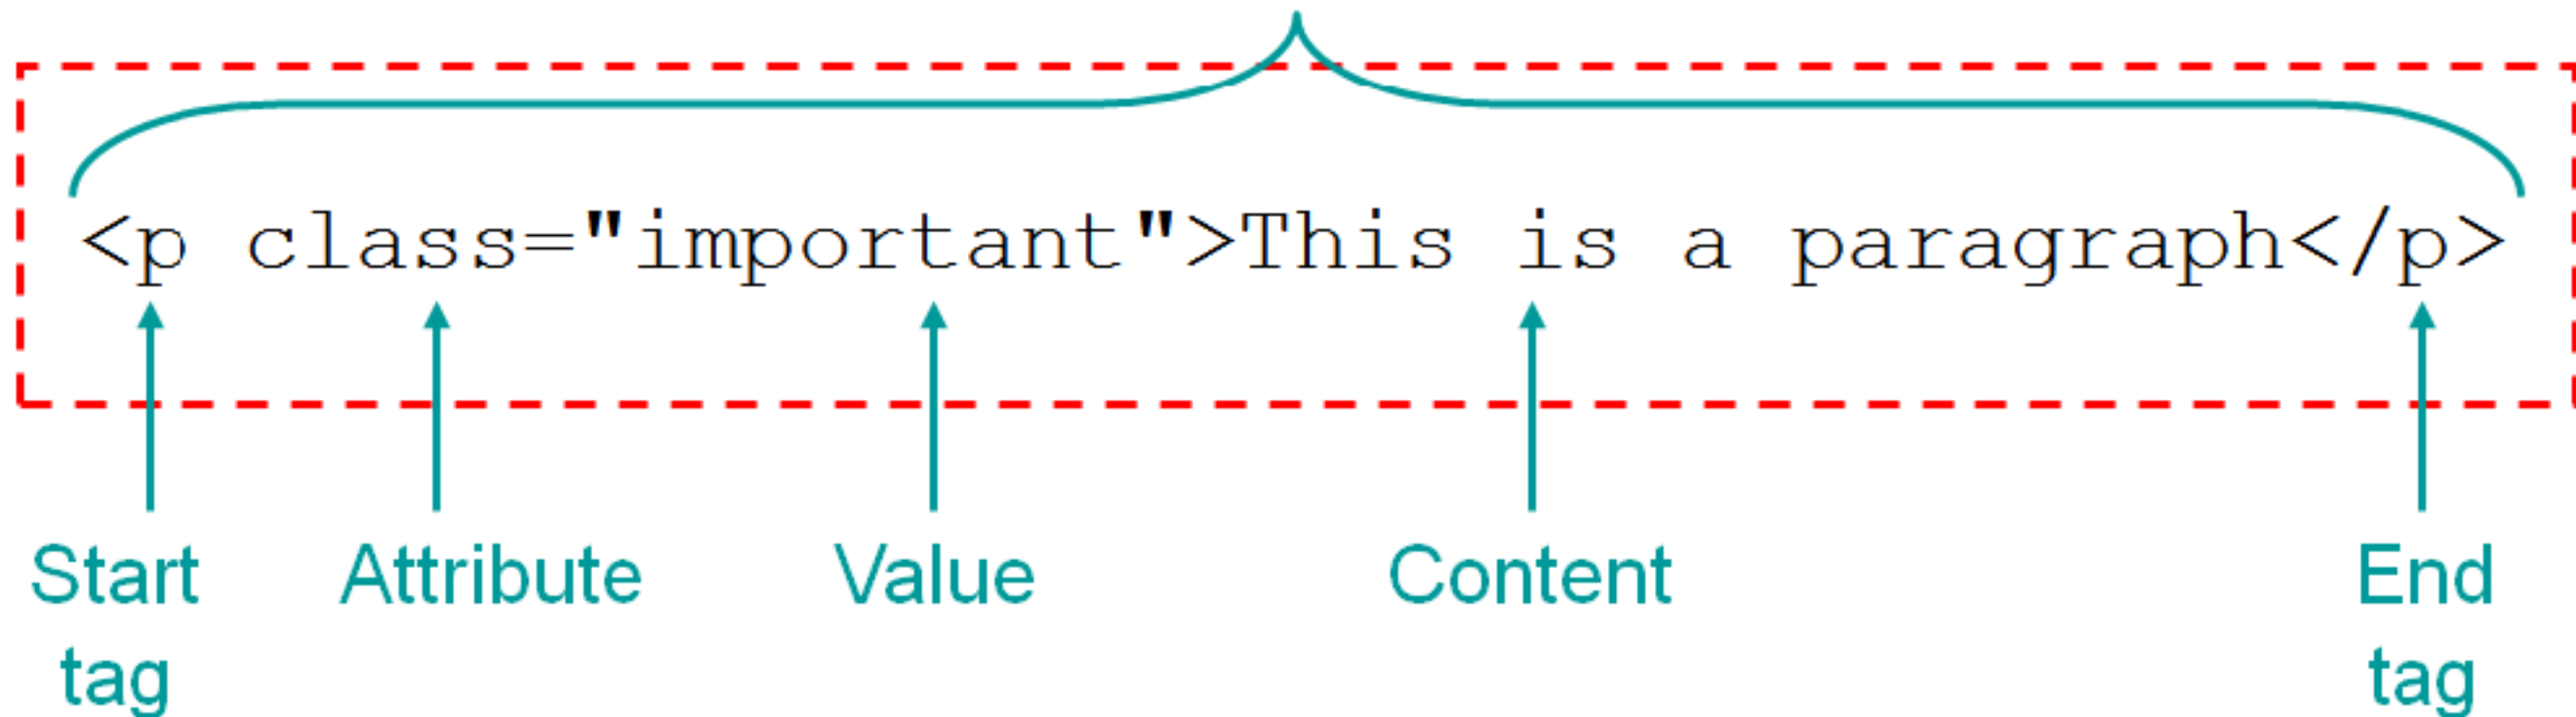 <p class="important">This is a paragraph</p>
Start Attribute Value Content End
tag tag